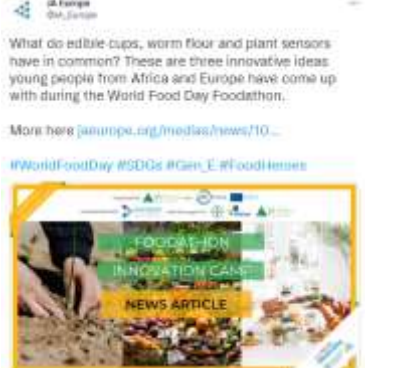 JA Europe
@JA_Europe
What do edible cups, worm flour and plant sensors
have in common? These are three innovative ideas
young people from Africa and Europe have come up
with during the World Food Day Foodathon.
More here jaeurope.org/medias/news/10...
#WorldFoodDay #SDGs #Gen_E #FoodHeroes
FOODATHON
INNOVATION CAMP
NEWS ARTICLE